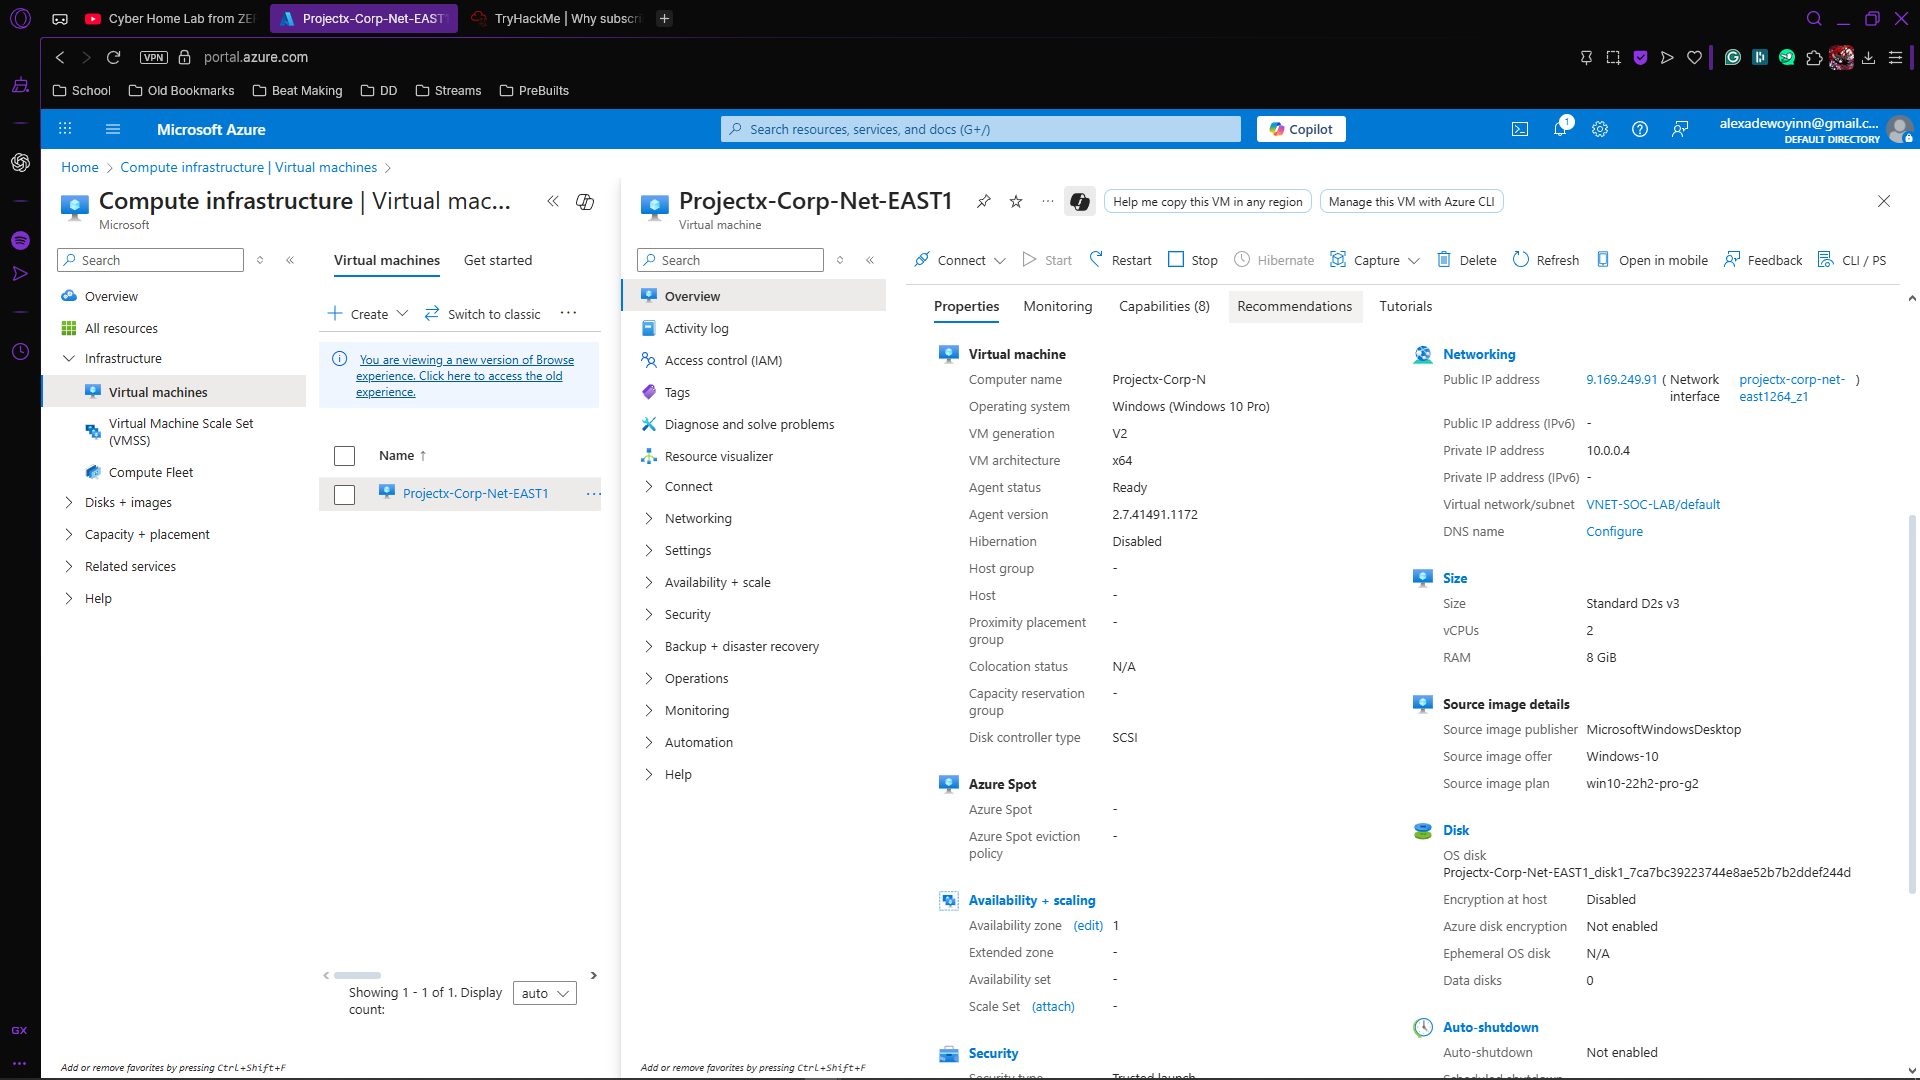 Cyber Home Lab from ZE
Projectx-Corp-Net-EAST1
TryHackMe | Why subscri
VPN
portal.azure.com
School
Old Bookmarks
Beat Making
DD
Streams
PreBuilts
Microsoft Azure
Search resources, services, and docs (G+/)
Copilot
1
alexadewoyinn@gmail.c...
DEFAULT DIRECTORY
Home
Compute infrastructure | Virtual machines
Compute infrastructure | Virtual mac...
Microsoft
Search
Overview
All resources
Infrastructure
Virtual machines
Virtual Machine Scale Set
(VMSS)
Compute Fleet
Disks + images
Capacity + placement
Related services
Help
Add or remove favorites by pressing Ctrl+Shift+F
Virtual machines
Get started
Create
Switch to classic
You are viewing a new version of Browse
experience. Click here to access the old
experience.
Name ↑
Projectx-Corp-Net-EAST1
Showing 1 - 1 of 1. Display
count:
auto
Projectx-Corp-Net-EAST1
Virtual machine
Help me copy this VM in any region
Manage this VM with Azure CLI
Search
Overview
Activity log
Access control (IAM)
Tags
Diagnose and solve problems
Resource visualizer
Connect
Networking
Settings
Availability + scale
Security
Backup + disaster recovery
Operations
Monitoring
Automation
Help
Add or remove favorites by pressing Ctrl+Shift+F
Connect
Start
Restart
Stop
Hibernate
Capture
Delete
Refresh
Open in mobile
Feedback
CLI / PS
Properties
Monitoring
Capabilities (8)
Recommendations
Tutorials
Virtual machine
Computer name Projectx-Corp-N
Operating system Windows (Windows 10 Pro)
VM generation V2
VM architecture x64
Agent status Ready
Agent version 2.7.41491.1172
Hibernation Disabled
Host group -
Host -
Proximity placement -
group
Colocation status N/A
Capacity reservation -
group
Disk controller type SCSI
Azure Spot
Azure Spot -
Azure Spot eviction -
policy
Availability + scaling
Availability zone (edit) 1
Extended zone -
Availability set -
Scale Set (attach) -
Security
Security type Trusted launch
Networking
Public IP address 9.169.249.91 ( Network projectx-corp-net- )
interface east1264_z1
Public IP address (IPv6) -
Private IP address 10.0.0.4
Private IP address (IPv6) -
Virtual network/subnet VNET-SOC-LAB/default
DNS name Configure
Size
Size Standard D2s v3
vCPUs 2
RAM 8 GiB
Source image details
Source image publisher MicrosoftWindowsDesktop
Source image offer Windows-10
Source image plan win10-22h2-pro-g2
Disk
OS disk
Projectx-Corp-Net-EAST1_disk1_7ca7bc39223744e8ae52b7b2ddef244d
Encryption at host Disabled
Azure disk encryption Not enabled
Ephemeral OS disk N/A
Data disks 0
Auto-shutdown
Auto-shutdown Not enabled
Scheduled shutdown
GX